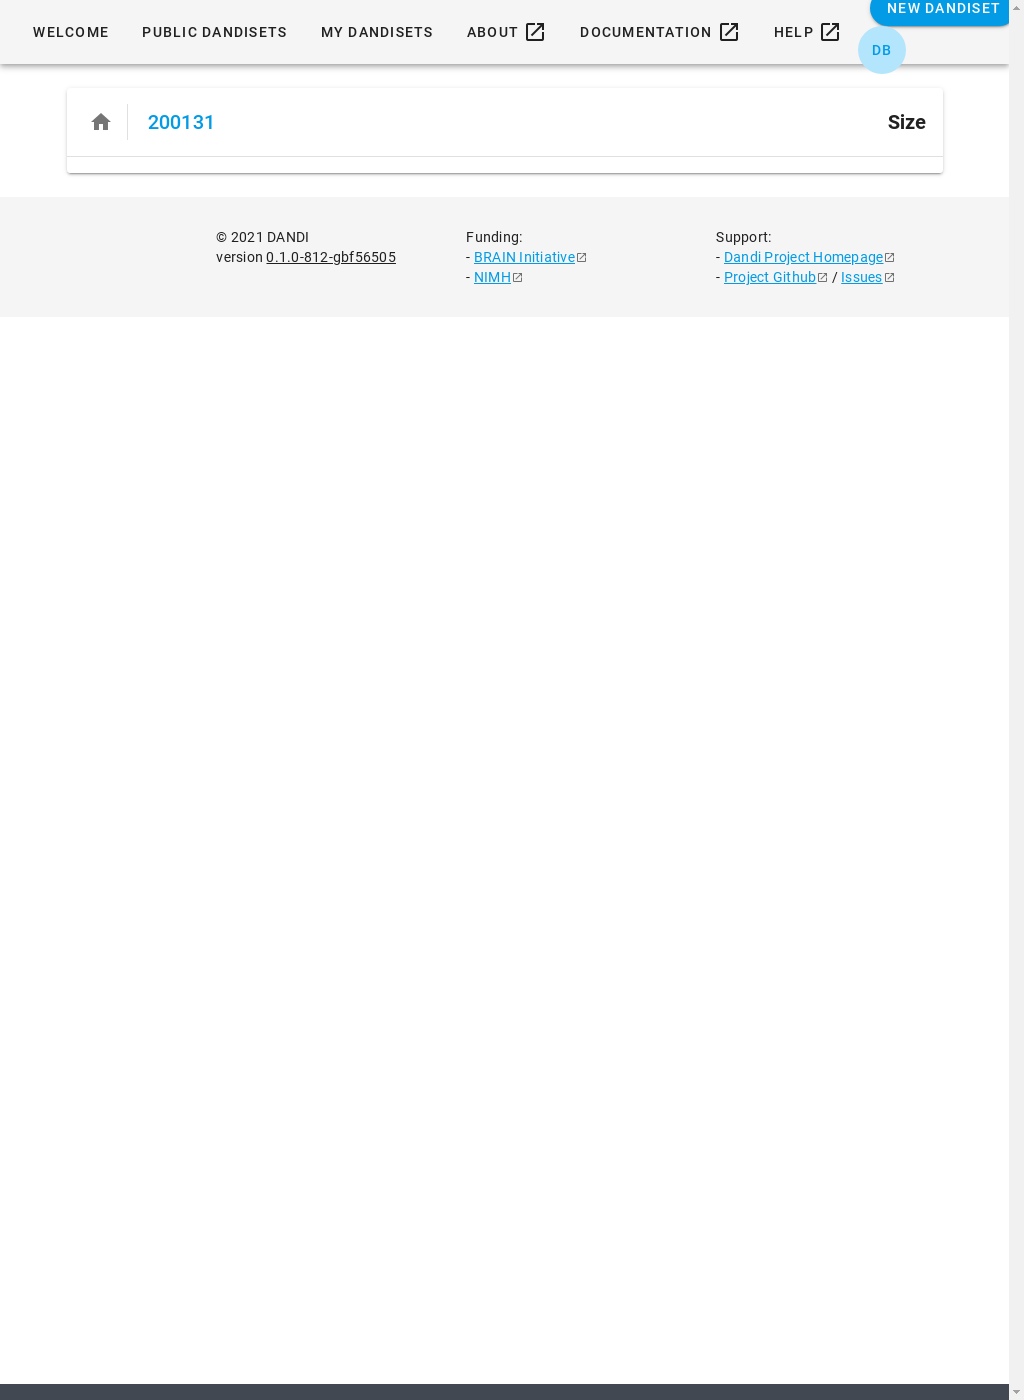 WELCOME PUBLIC DANDISETS MY DANDISETS ABOUT DOCUMENTATION HELP NEW DANDISET
DB
200131 Size
© 2021 DANDI
version 0.1.0-812-gbf56505
Funding:
- BRAIN Initiative
- NIMH
Support:
- Dandi Project Homepage
- Project Github / Issues